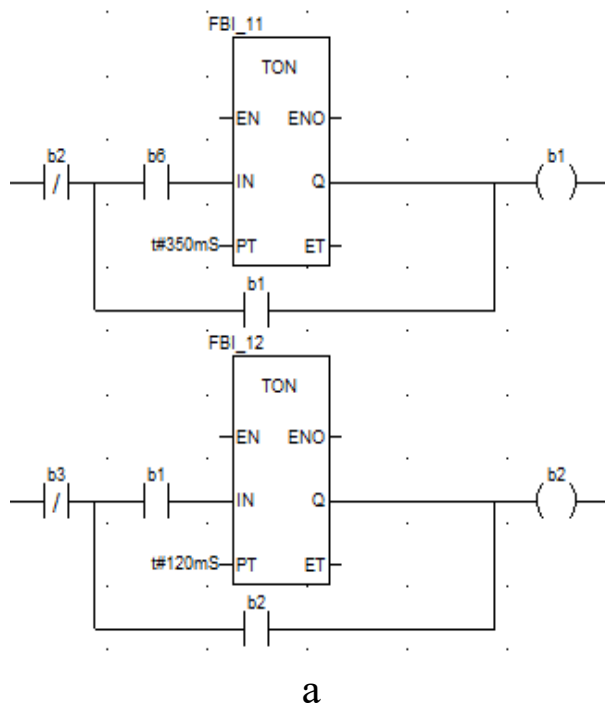 FBI_11
TON
EN ENO
b2 b6 b1
/ IN Q
t#350mS PT ET
b1
FBI_12
TON
EN ENO
b3 b1 b2
/ IN Q
t#120mS PT ET
b2
a